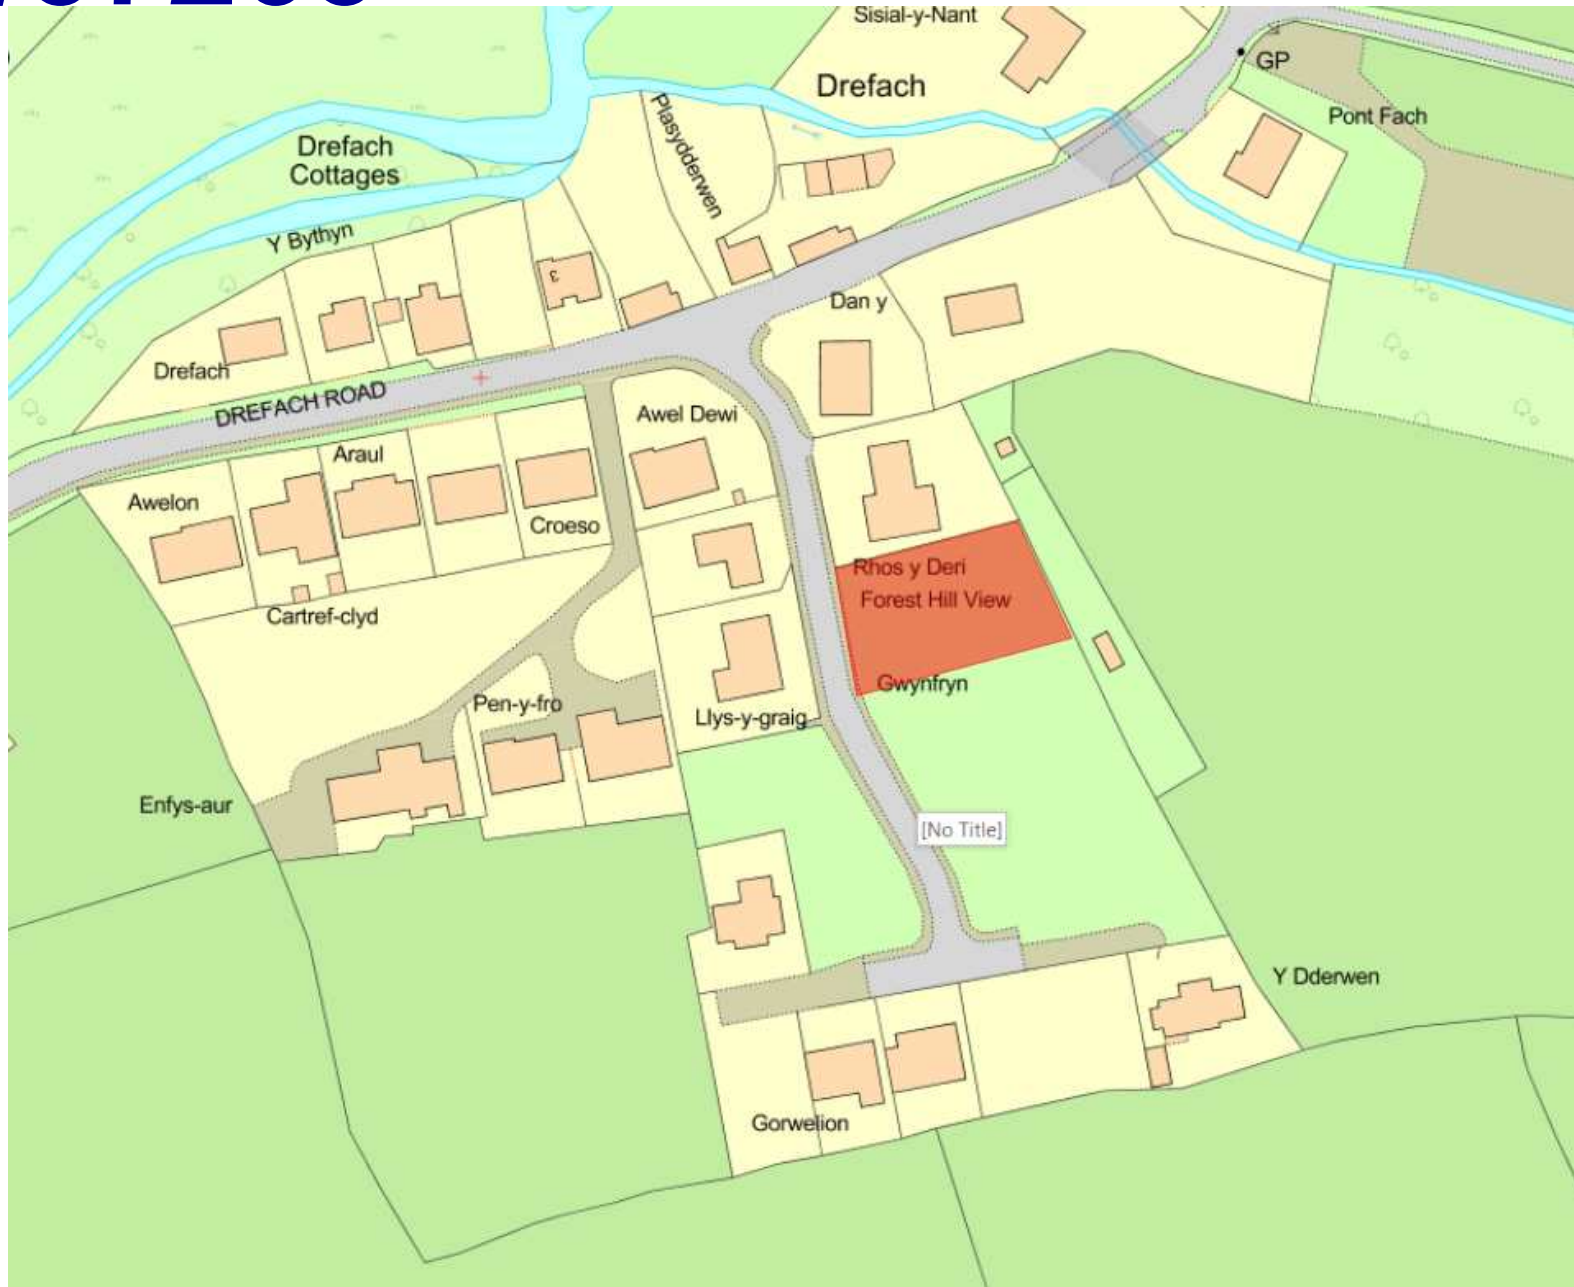 Sisial-y-Nant
GP
Drefach
Plasydderwen
Pont Fach
Drefach
Cottages
Y Bythyn
3
Dan y
Drefach
DREFACH ROAD
Awel Dewi
Araul
Awelon
Croeso
Rhos y Deri
Forest Hill View
Cartref-clyd
Gwynfryn
Pen-y-fro
Llys-y-graig
Enfys-aur
[No Title]
Y Dderwen
Gorwelion